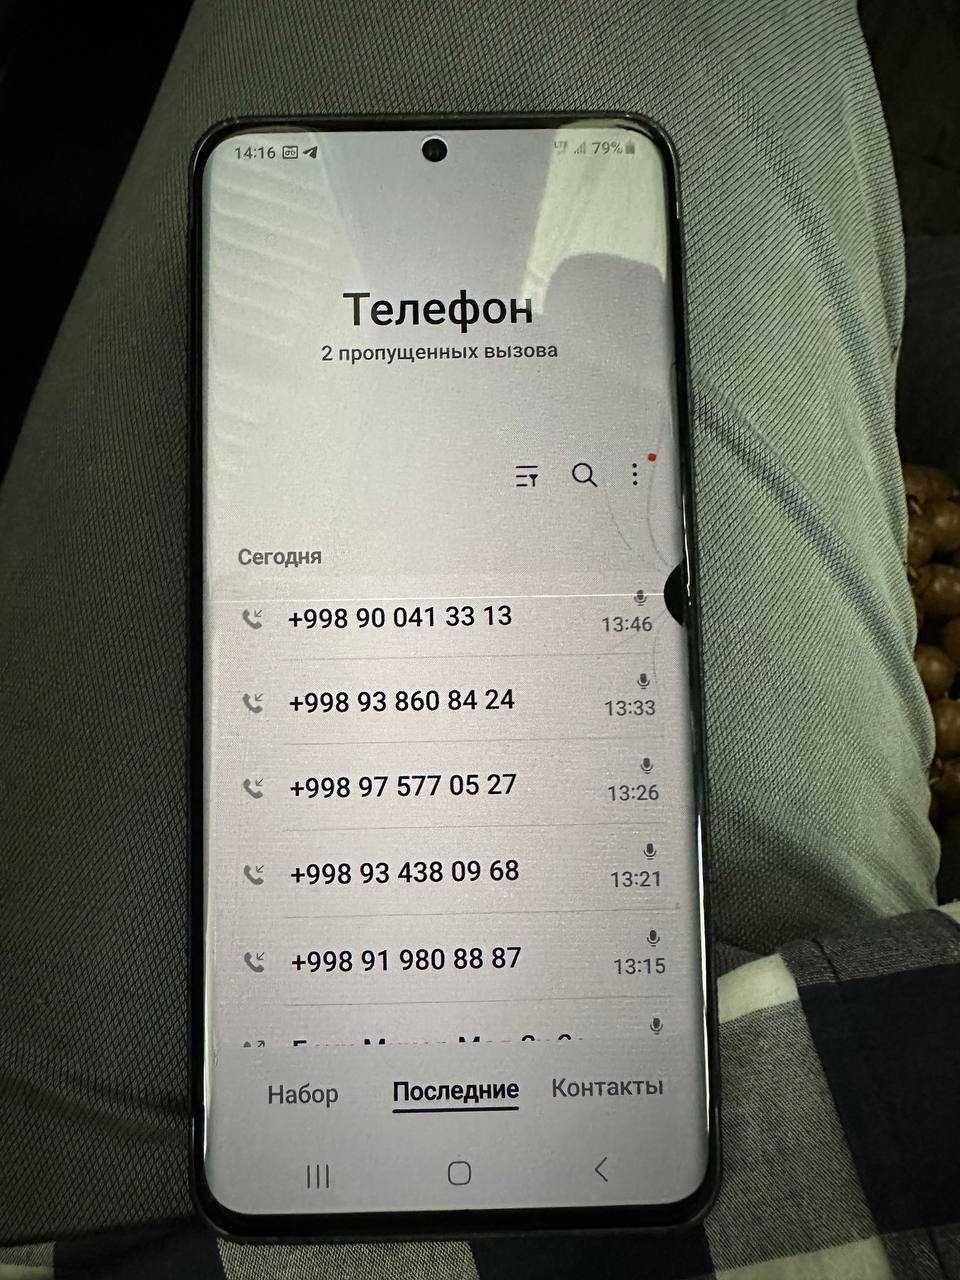 14:16 LTE 79%
Телефон
2 пропущенных вызова
Сегодня
+998 90 041 33 13
13:46
+998 93 860 84 24
13:33
+998 97 577 05 27
13:26
+998 93 438 09 68
13:21
+998 91 980 88 87
13:15
Набор Последние Контакты